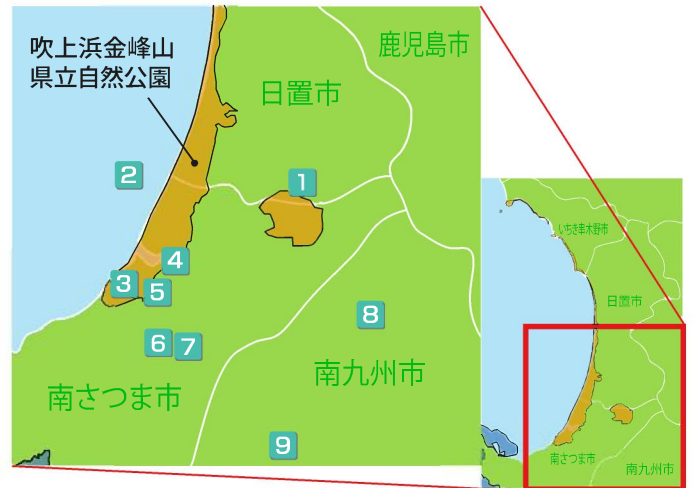 吹上浜金峰山
県立自然公園
鹿児島市
日置市
1
2
4
3
5
8
6
7
南九州市
南さつま市
9
いちき串木野市
日置市
南さつま市
南九州市